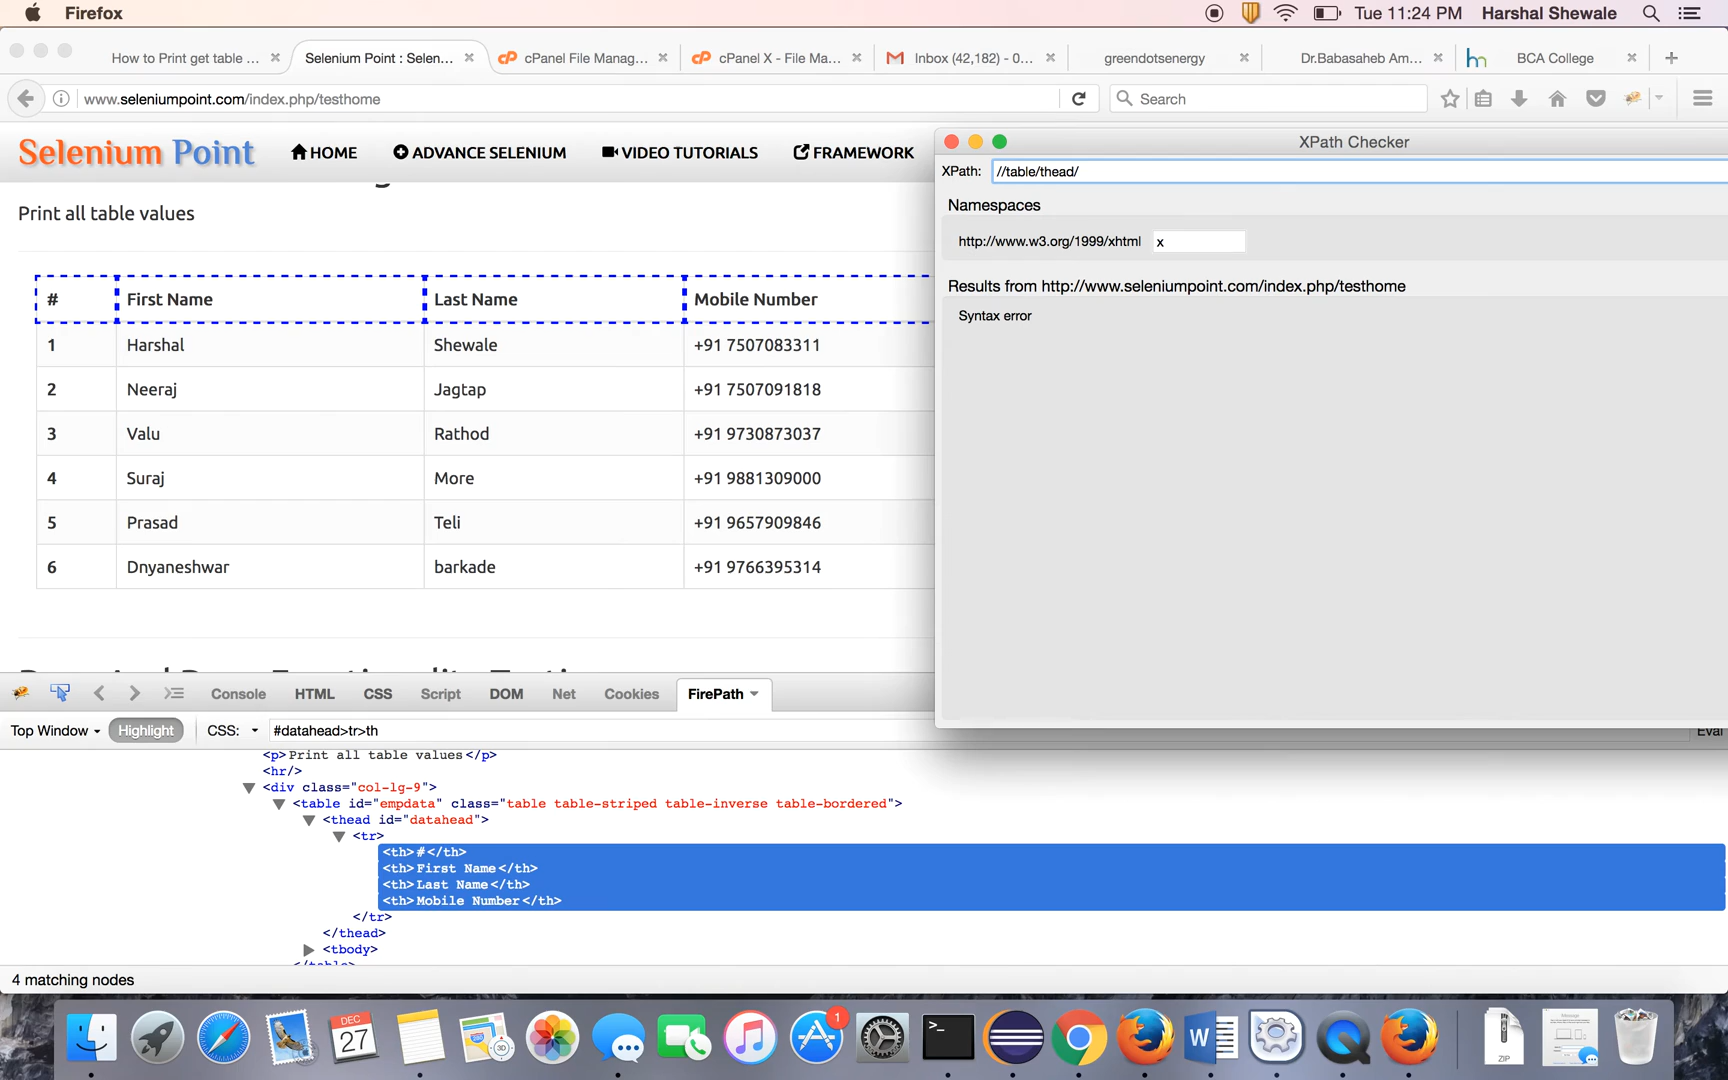 Firefox
Tue 11:24 PM Harshal Shewale
How to Print get table ...
Selenium Point : Selen...
cPanel File Manag...
cPanel X - File Ma...
Inbox (42,182) - 0...
greendotsenergy
Dr.Babasaheb Am...
BCA College
www.seleniumpoint.com/index.php/testhome
Search
Selenium Point
HOME
ADVANCE SELENIUM
VIDEO TUTORIALS
FRAMEWORK
Print all table values
# First Name Last Name Mobile Number
1 Harshal Shewale +91 7507083311
2 Neeraj Jagtap +91 7507091818
3 Valu Rathod +91 9730873037
4 Suraj More +91 9881309000
5 Prasad Teli +91 9657909846
6 Dnyaneshwar barkade +91 9766395314
XPath Checker
XPath: //table/thead/
Namespaces
http://www.w3.org/1999/xhtml x
Results from http://www.seleniumpoint.com/index.php/testhome
Syntax error
Console HTML CSS Script DOM Net Cookies FirePath
Top Window Highlight CSS: #datahead>tr>th
Eval
<p>Print all table values</p>
<hr/>
<div class="col-lg-9">
<table id="empdata" class="table table-striped table-inverse table-bordered">
<thead id="datahead">
<tr>
<th>#</th>
<th>First Name</th>
<th>Last Name</th>
<th>Mobile Number</th>
</tr>
</thead>
<tbody>
4 matching nodes
DEC
27
3D
1
>_
W
ZIP